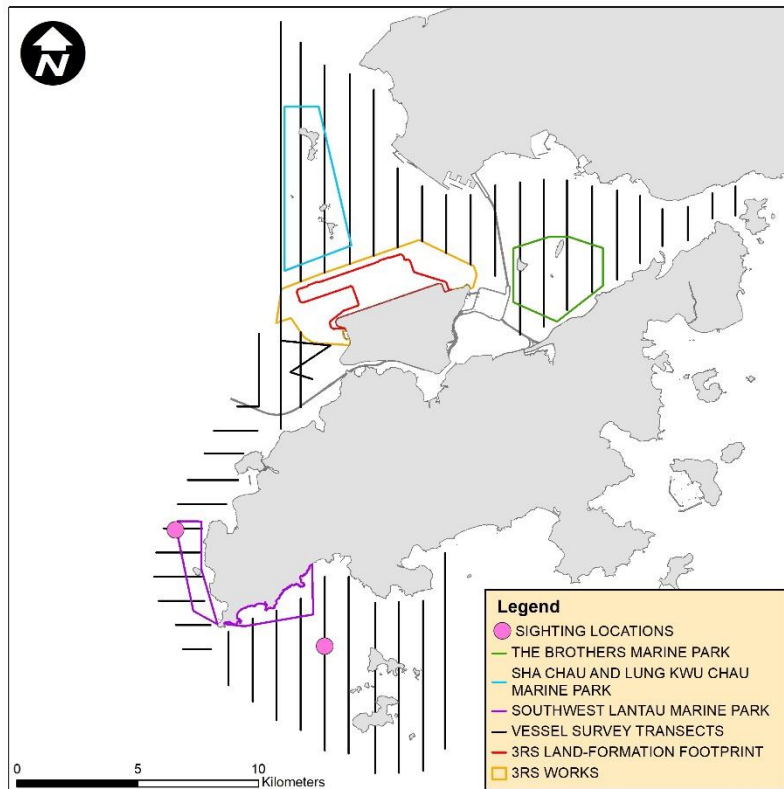 N
Legend
SIGHTING LOCATIONS
THE BROTHERS MARINE PARK
SHA CHAU AND LUNG KWU CHAU
MARINE PARK
SOUTHWEST LANTAU MARINE PARK
VESSEL SURVEY TRANSECTS
3RS LAND-FORMATION FOOTPRINT
3RS WORKS
0 5 10
Kilometers